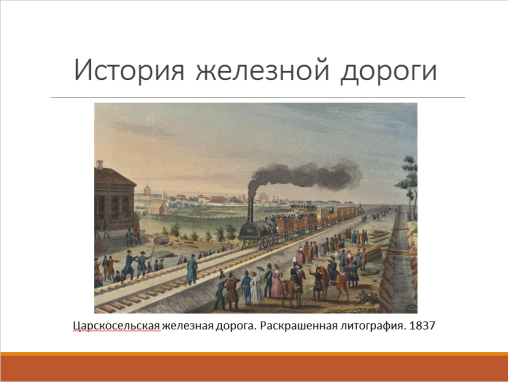 История железной дороги
Царскосельская железная дорога. Раскрашенная литография. 1837